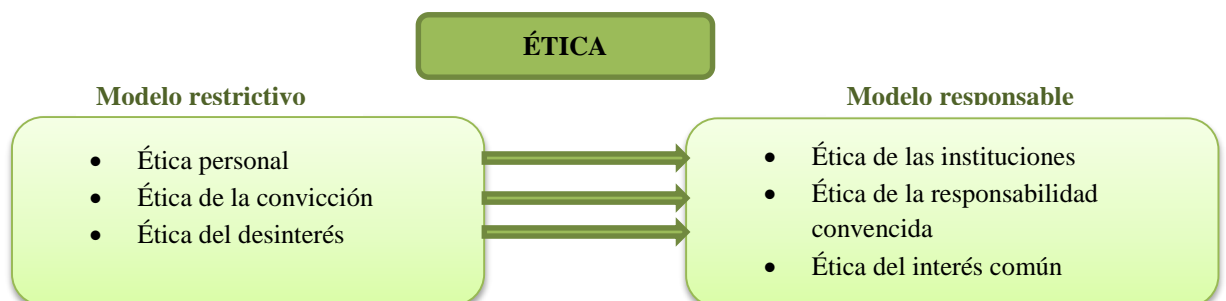 ÉTICA
Modelo restrictivo
Modelo responsable
• Ética personal
• Ética de la convicción
• Ética del desinterés
• Ética de las instituciones
• Ética de la responsabilidad
convencida
• Ética del interés común